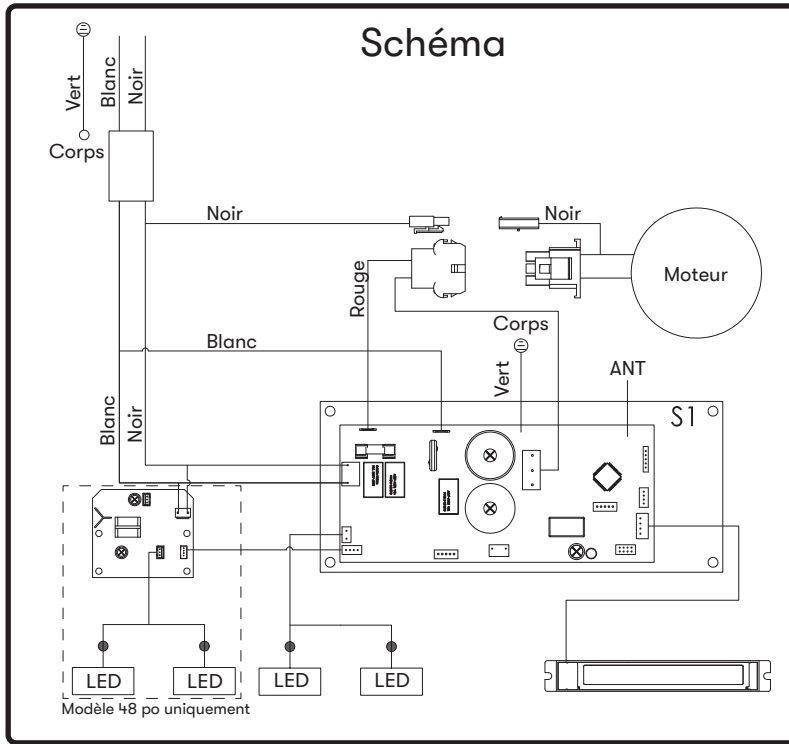 Schéma
Vert
Blanc
Noir
Corps
Noir
Noir
Moteur
Rouge
Corps
Blanc
Vert
ANT
Blanc
Noir
S1
LED
LED
LED
LED
Modèle 48 po uniquement